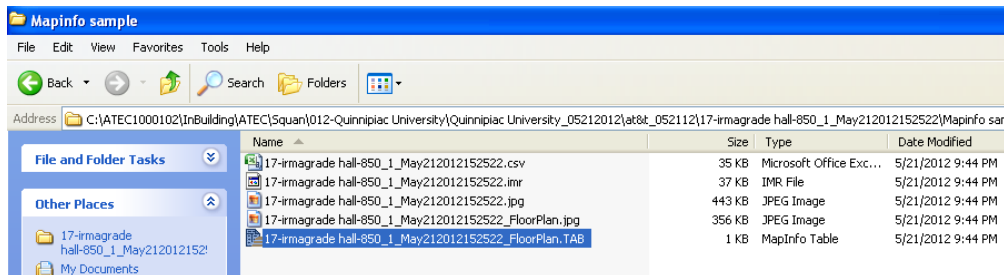 Mapinfo sample
File Edit View Favorites Tools Help
Back Search Folders
Address C:\ATEC1000102\InBuilding\ATEC\Squan\012-Quinnipiac University\Quinnipiac University_05212012\at&t_052112\17-irmagrade hall-850_1_May212012152522\Mapinfo sar
Name Size Type Date Modified
File and Folder Tasks
Other Places
17-irmagrade
hall-850_1_May2120121525
My Documents
17-irmagrade hall-850_1_May212012152522.csv 35 KB Microsoft Office Exc... 5/21/2012 9:44 PM
17-irmagrade hall-850_1_May212012152522.imr 37 KB IMR File 5/21/2012 9:44 PM
17-irmagrade hall-850_1_May212012152522.jpg 443 KB JPEG Image 5/21/2012 9:44 PM
17-irmagrade hall-850_1_May212012152522_FloorPlan.jpg 356 KB JPEG Image 5/21/2012 9:44 PM
17-irmagrade hall-850_1_May212012152522_FloorPlan.TAB 1 KB MapInfo Table 5/21/2012 9:44 PM